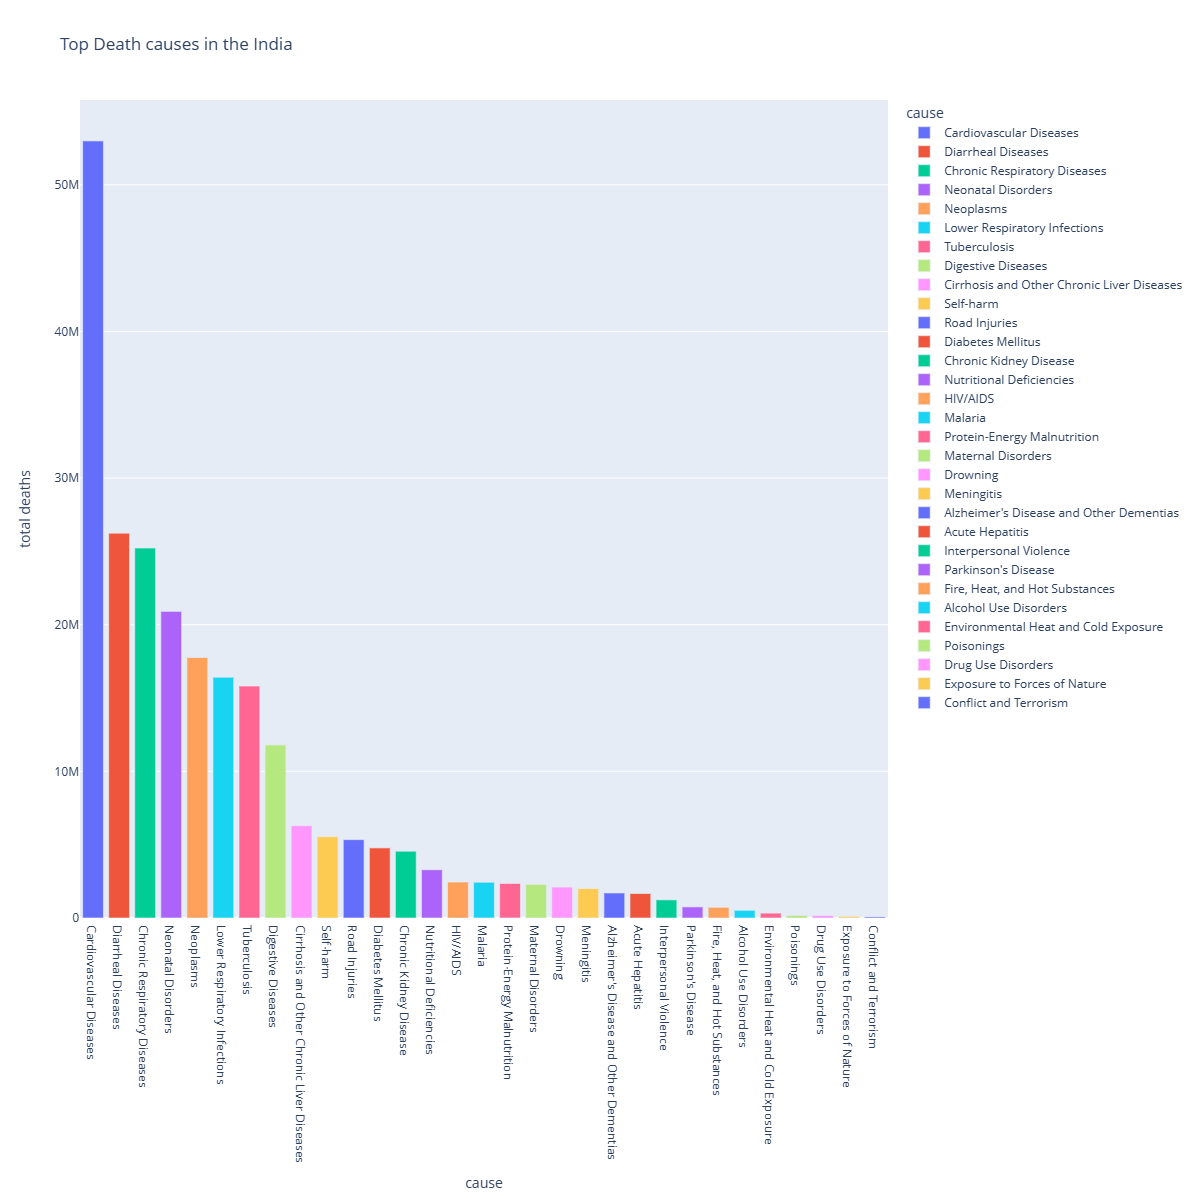 Top Death causes in the India
total deaths
50M
40M
30M
20M
10M
0
Cardiovascular Diseases
Diarrheal Diseases
Chronic Respiratory Diseases
Neonatal Disorders
Neoplasms
Lower Respiratory Infections
Tuberculosis
Digestive Diseases
Cirrhosis and Other Chronic Liver Diseases
Self-harm
Road Injuries
Diabetes Mellitus
Chronic Kidney Disease
Nutritional Deficiencies
HIV/AIDS
Malaria
Protein-Energy Malnutrition
Maternal Disorders
Drowning
Meningitis
Alzheimer's Disease and Other Dementias
Acute Hepatitis
Interpersonal Violence
Parkinson's Disease
Fire, Heat, and Hot Substances
Alcohol Use Disorders
Environmental Heat and Cold Exposure
Poisonings
Drug Use Disorders
Exposure to Forces of Nature
Conflict and Terrorism
cause
cause
Cardiovascular Diseases
Diarrheal Diseases
Chronic Respiratory Diseases
Neonatal Disorders
Neoplasms
Lower Respiratory Infections
Tuberculosis
Digestive Diseases
Cirrhosis and Other Chronic Liver Diseases
Self-harm
Road Injuries
Diabetes Mellitus
Chronic Kidney Disease
Nutritional Deficiencies
HIV/AIDS
Malaria
Protein-Energy Malnutrition
Maternal Disorders
Drowning
Meningitis
Alzheimer's Disease and Other Dementias
Acute Hepatitis
Interpersonal Violence
Parkinson's Disease
Fire, Heat, and Hot Substances
Alcohol Use Disorders
Environmental Heat and Cold Exposure
Poisonings
Drug Use Disorders
Exposure to Forces of Nature
Conflict and Terrorism